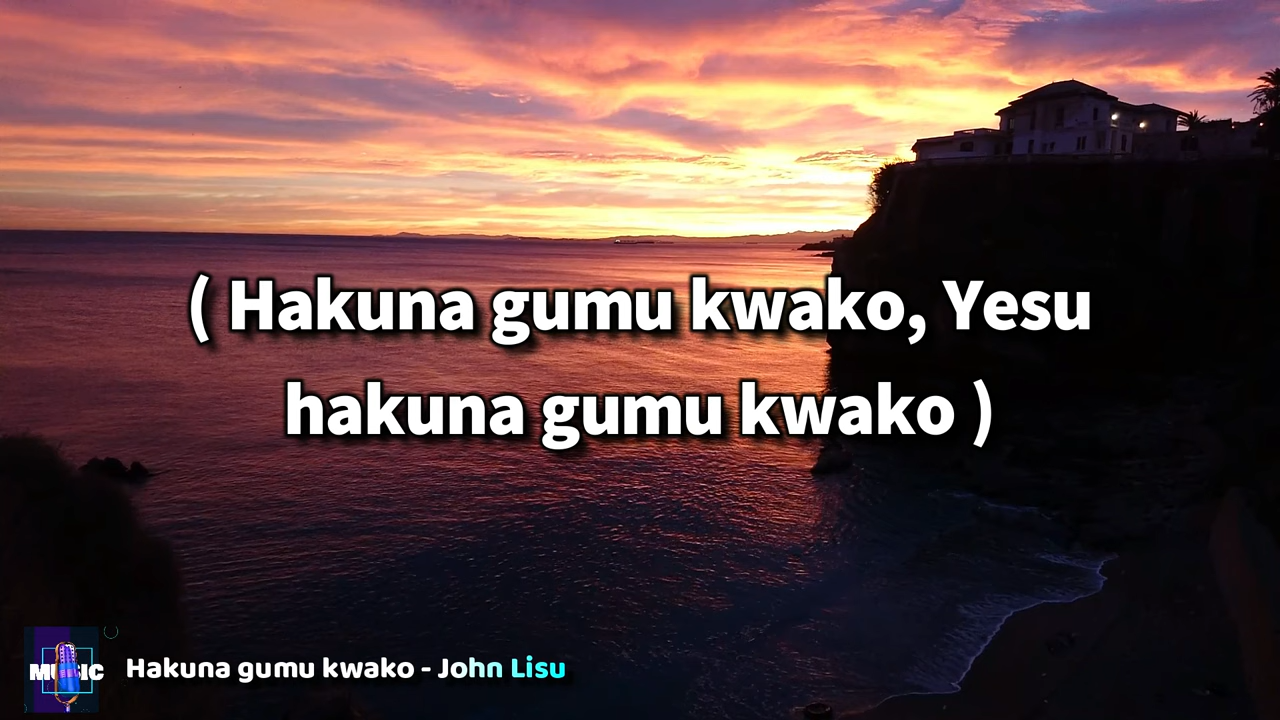 ( Hakuna gumu kwako, Yesu
hakuna gumu kwako )
MUSIC
Hakuna gumu kwako - John Lisu